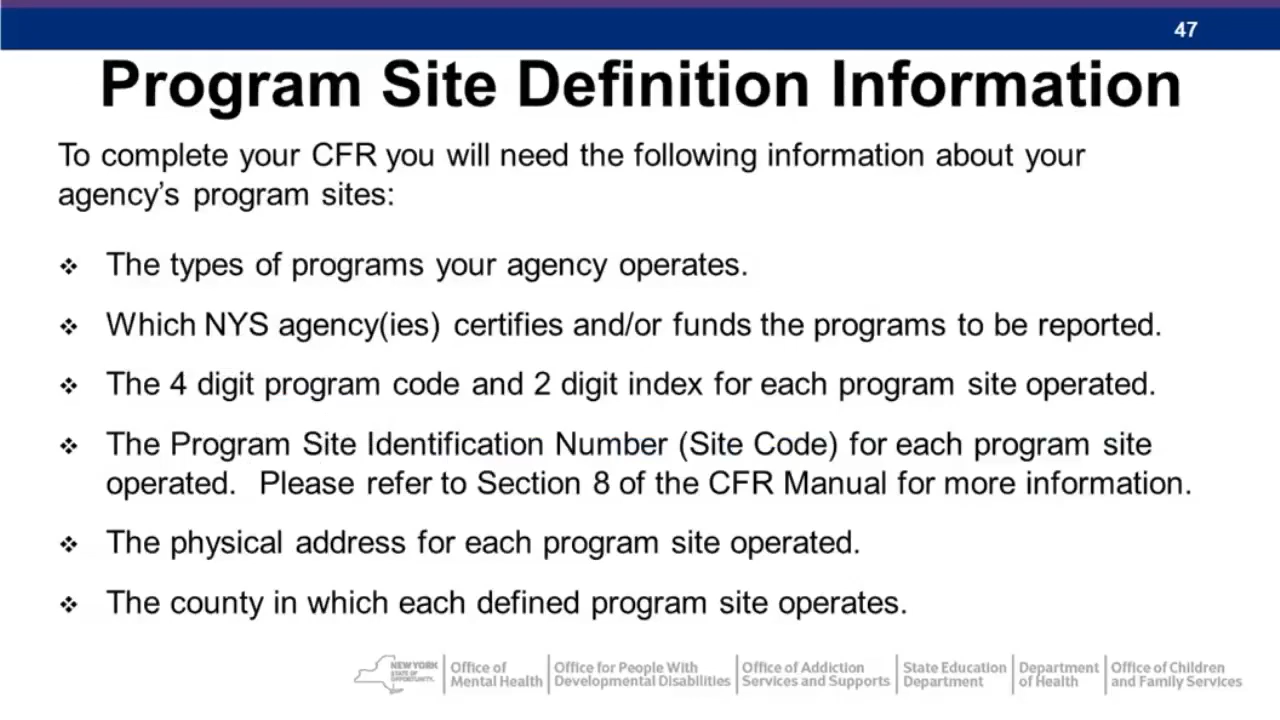 47
Program Site Definition Information
To complete your CFR you will need the following information about your
agency’s program sites:
❖ The types of programs your agency operates.
❖ Which NYS agency(ies) certifies and/or funds the programs to be reported.
❖ The 4 digit program code and 2 digit index for each program site operated.
❖ The Program Site Identification Number (Site Code) for each program site
operated.  Please refer to Section 8 of the CFR Manual for more information.
❖ The physical address for each program site operated.
❖ The county in which each defined program site operates.
NEW YORK
STATE OF
OPPORTUNITY.
Office of
Mental Health
Office for People With
Developmental Disabilities
Office of Addiction
Services and Supports
State Education
Department
Department
of Health
Office of Children
and Family Services